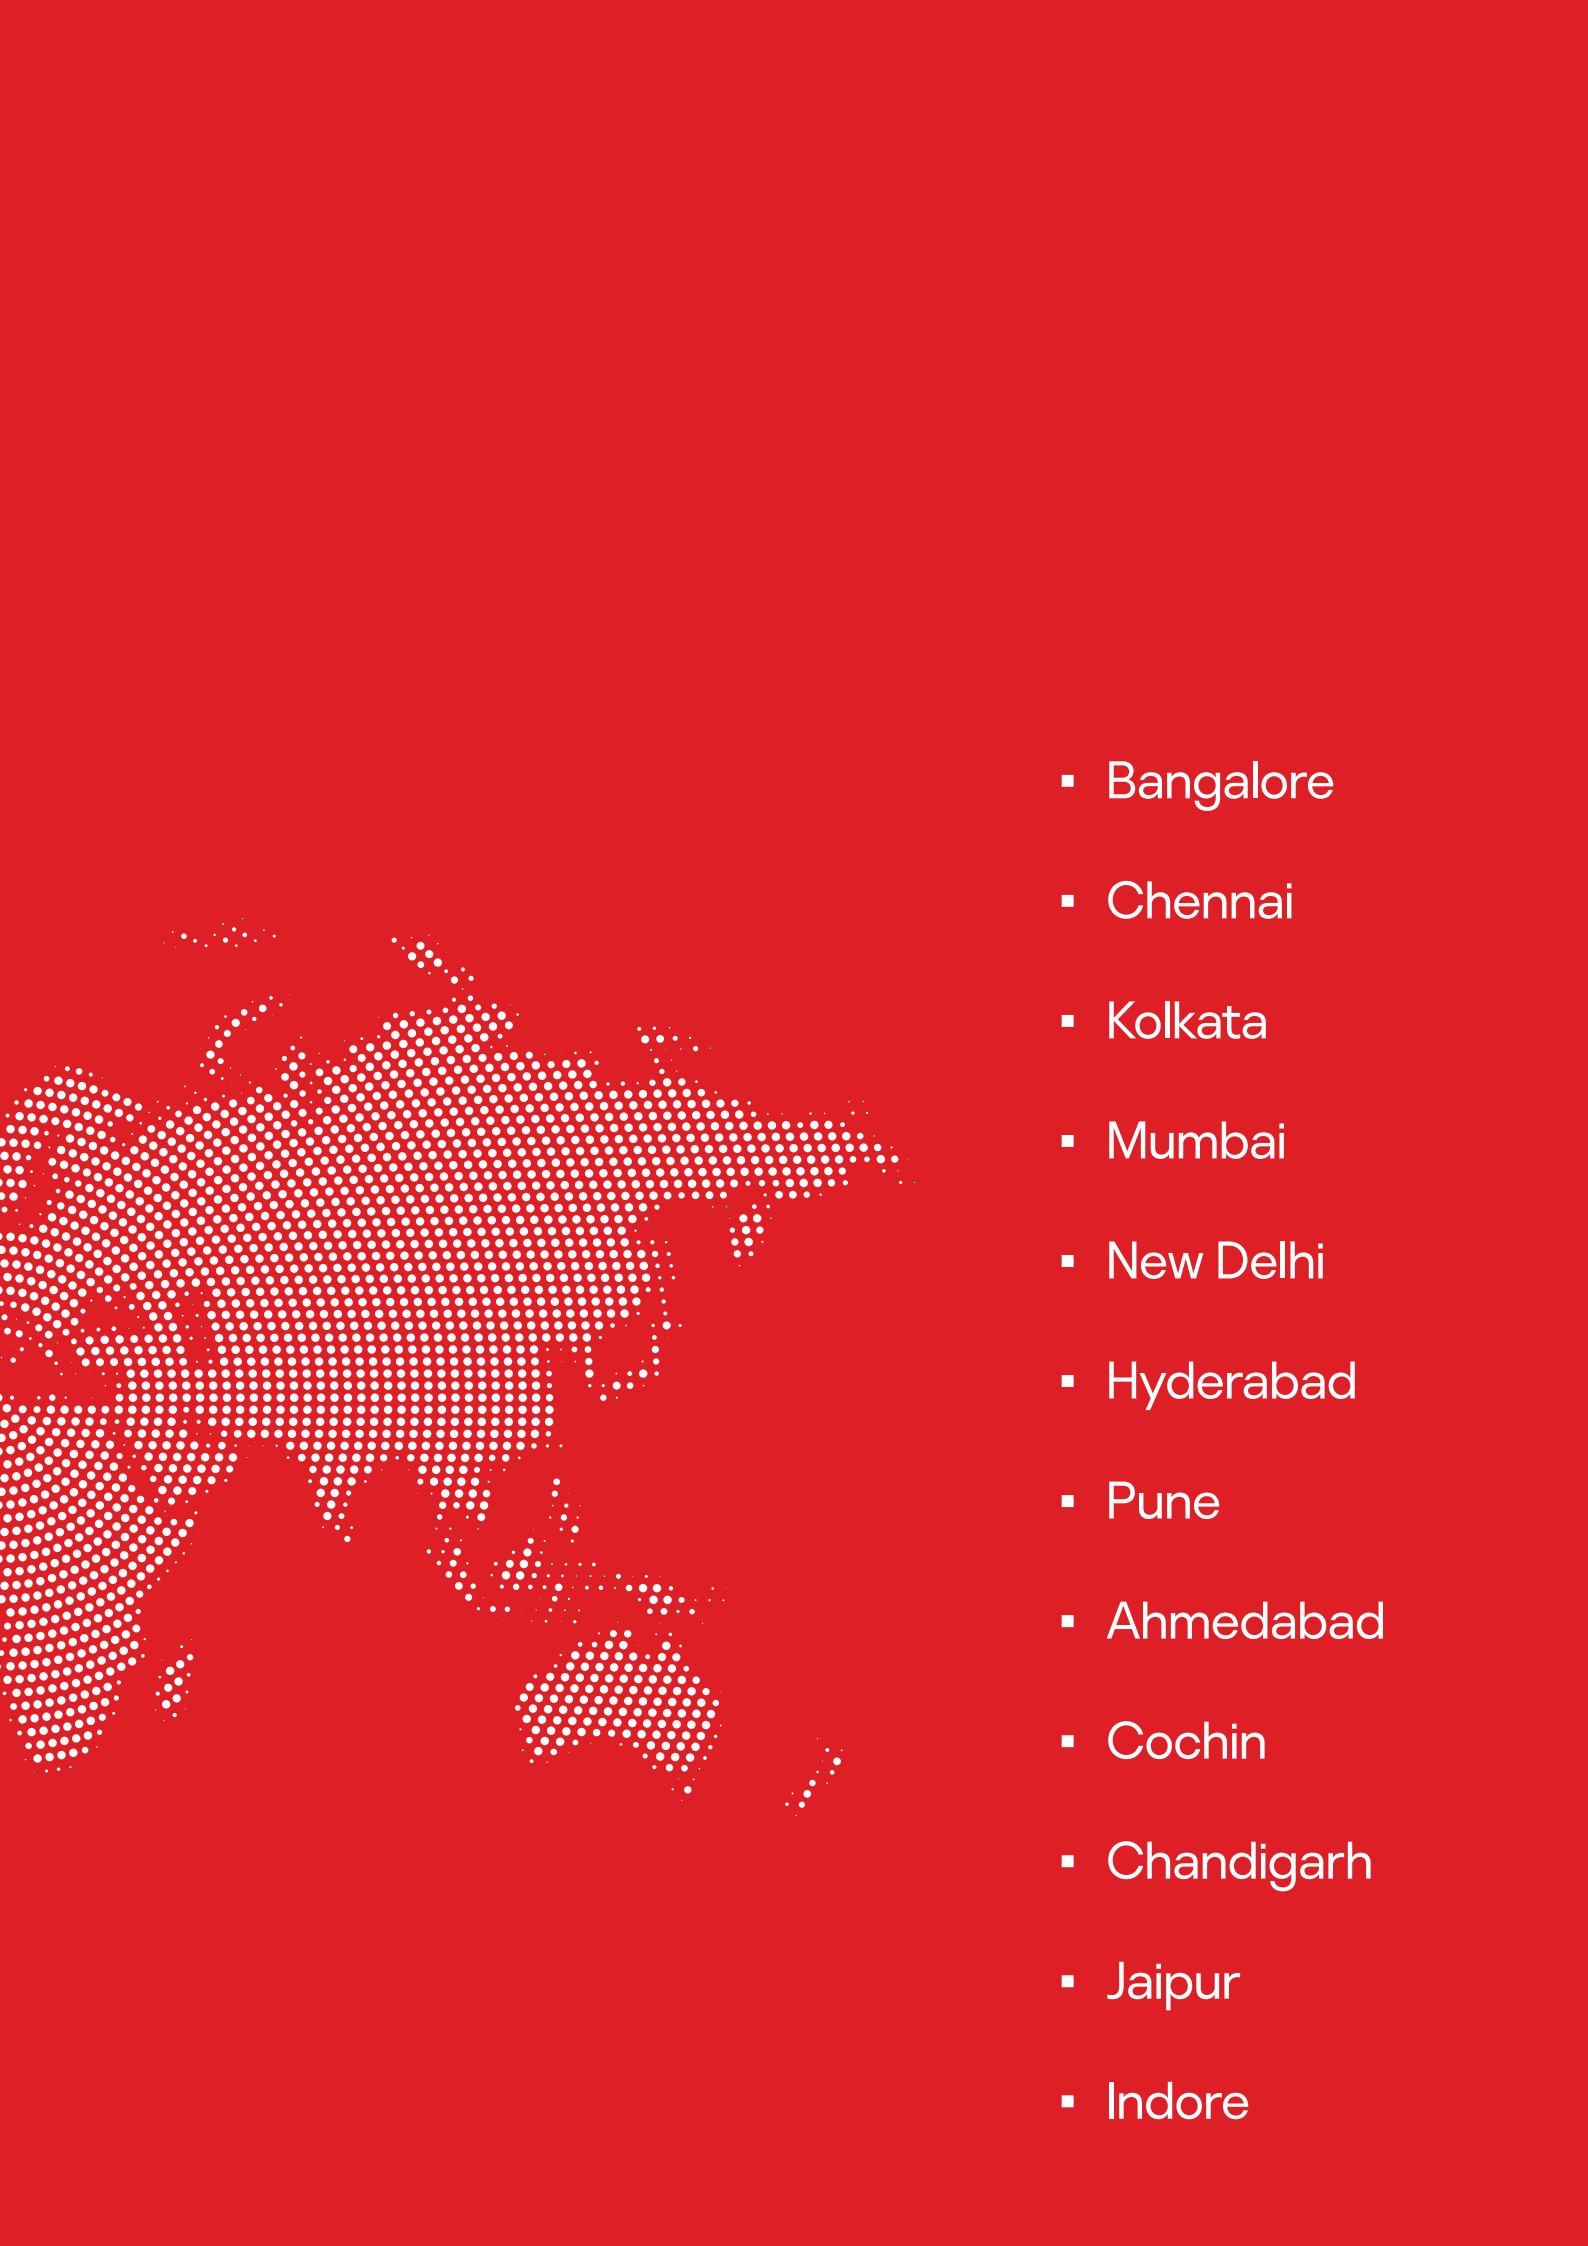 ▪ Bangalore
▪ Chennai
▪ Kolkata
▪ Mumbai
▪ New Delhi
▪ Hyderabad
▪ Pune
▪ Ahmedabad
▪ Cochin
▪ Chandigarh
▪ Jaipur
▪ Indore